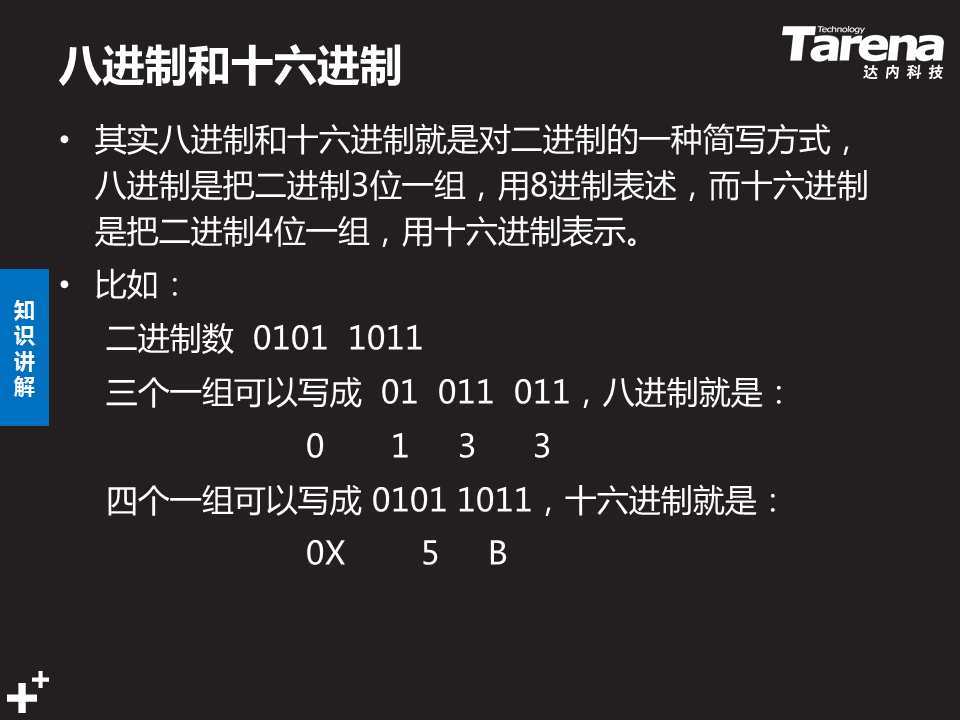 八进制和十六进制
Technology
Tarena
达内科技
• 其实八进制和十六进制就是对二进制的一种简写方式，
八进制是把二进制3位一组，用8进制表述，而十六进制
是把二进制4位一组，用十六进制表示。
• 比如：
二进制数 0101 1011
三个一组可以写成 01 011 011，八进制就是：
0 1 3 3
四个一组可以写成 0101 1011，十六进制就是：
0X 5 B
知
识
讲
解